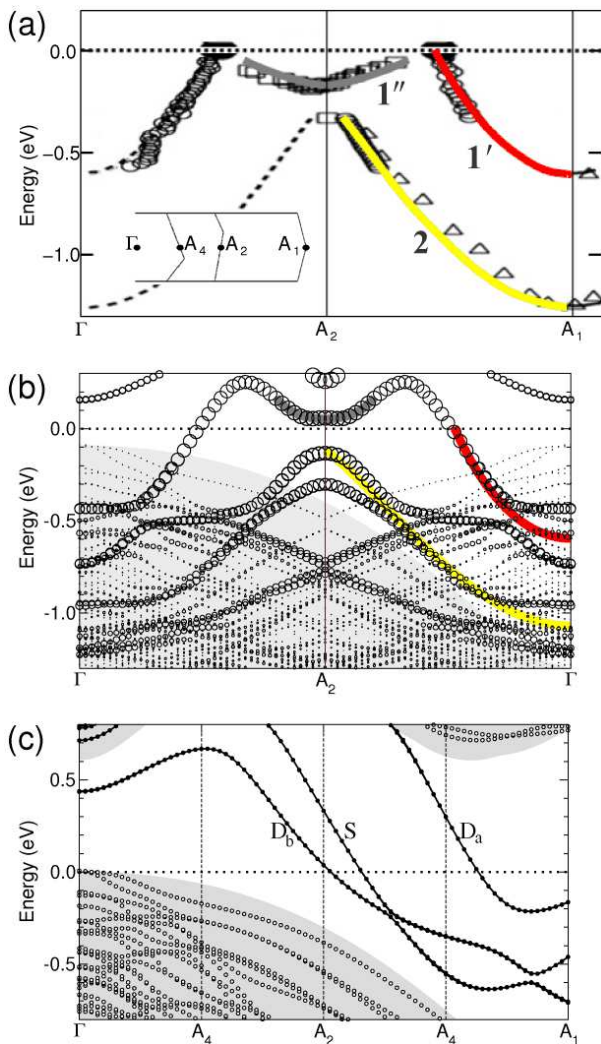 (a)
0.0
−0.5
−1.0
Energy (eV)
1″
1′
2
Γ
A4
A2
A1
Γ
A2
A1
(b)
0.0
-0.5
-1.0
Energy (eV)
Γ
A2
Γ
(c)
0.5
0.0
-0.5
Energy (eV)
Db
S
Da
Γ
A4
A2
A4
A1